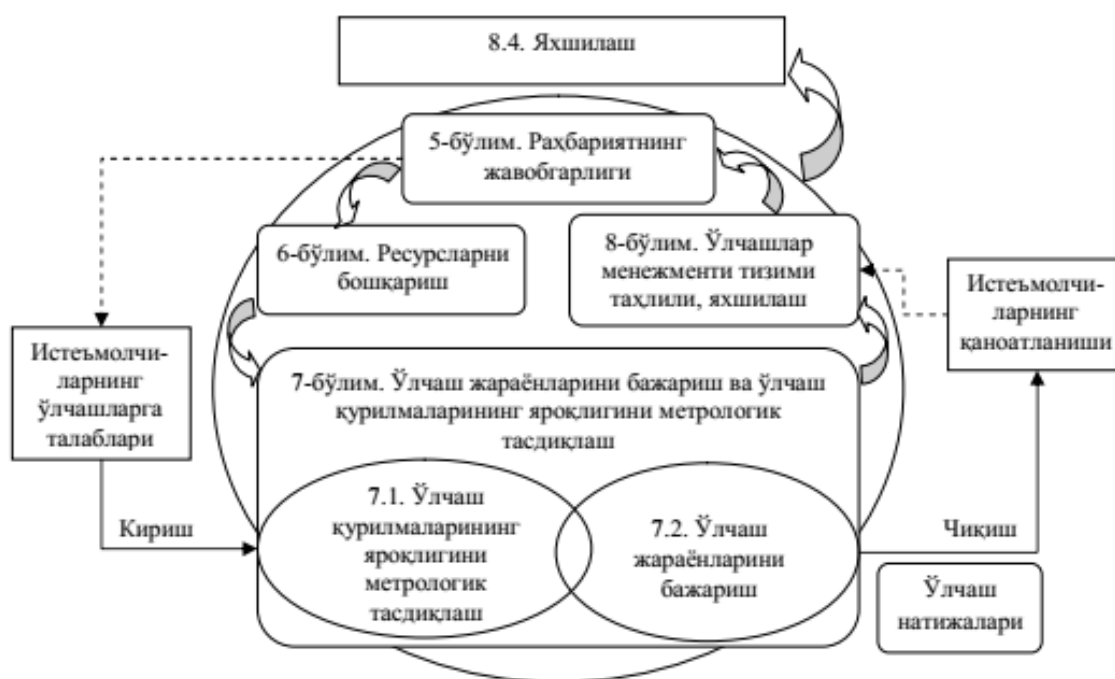 8.4. Яхшилаш
5-бўлим. Раҳбариятнинг
жавобгарлиги
6-бўлим. Ресурсларни
бошқариш
8-бўлим. Ўлчашлар
менежменти тизими
таҳлили, яхшилаш
Истеъмолчи-
ларнинг
ўлчашларга
талаблари
Истеъмолчи-
ларнинг
қаноатланиши
7-бўлим. Ўлчаш жараёнларини бажариш ва ўлчаш
қурилмаларининг яроқлигини метрологик
тасдиқлаш
7.1. Ўлчаш
қурилмаларининг
яроқлигини
метрологик
тасдиқлаш
7.2. Ўлчаш
жараёнларини
бажариш
Кириш
Чиқиш
Ўлчаш
натижалари